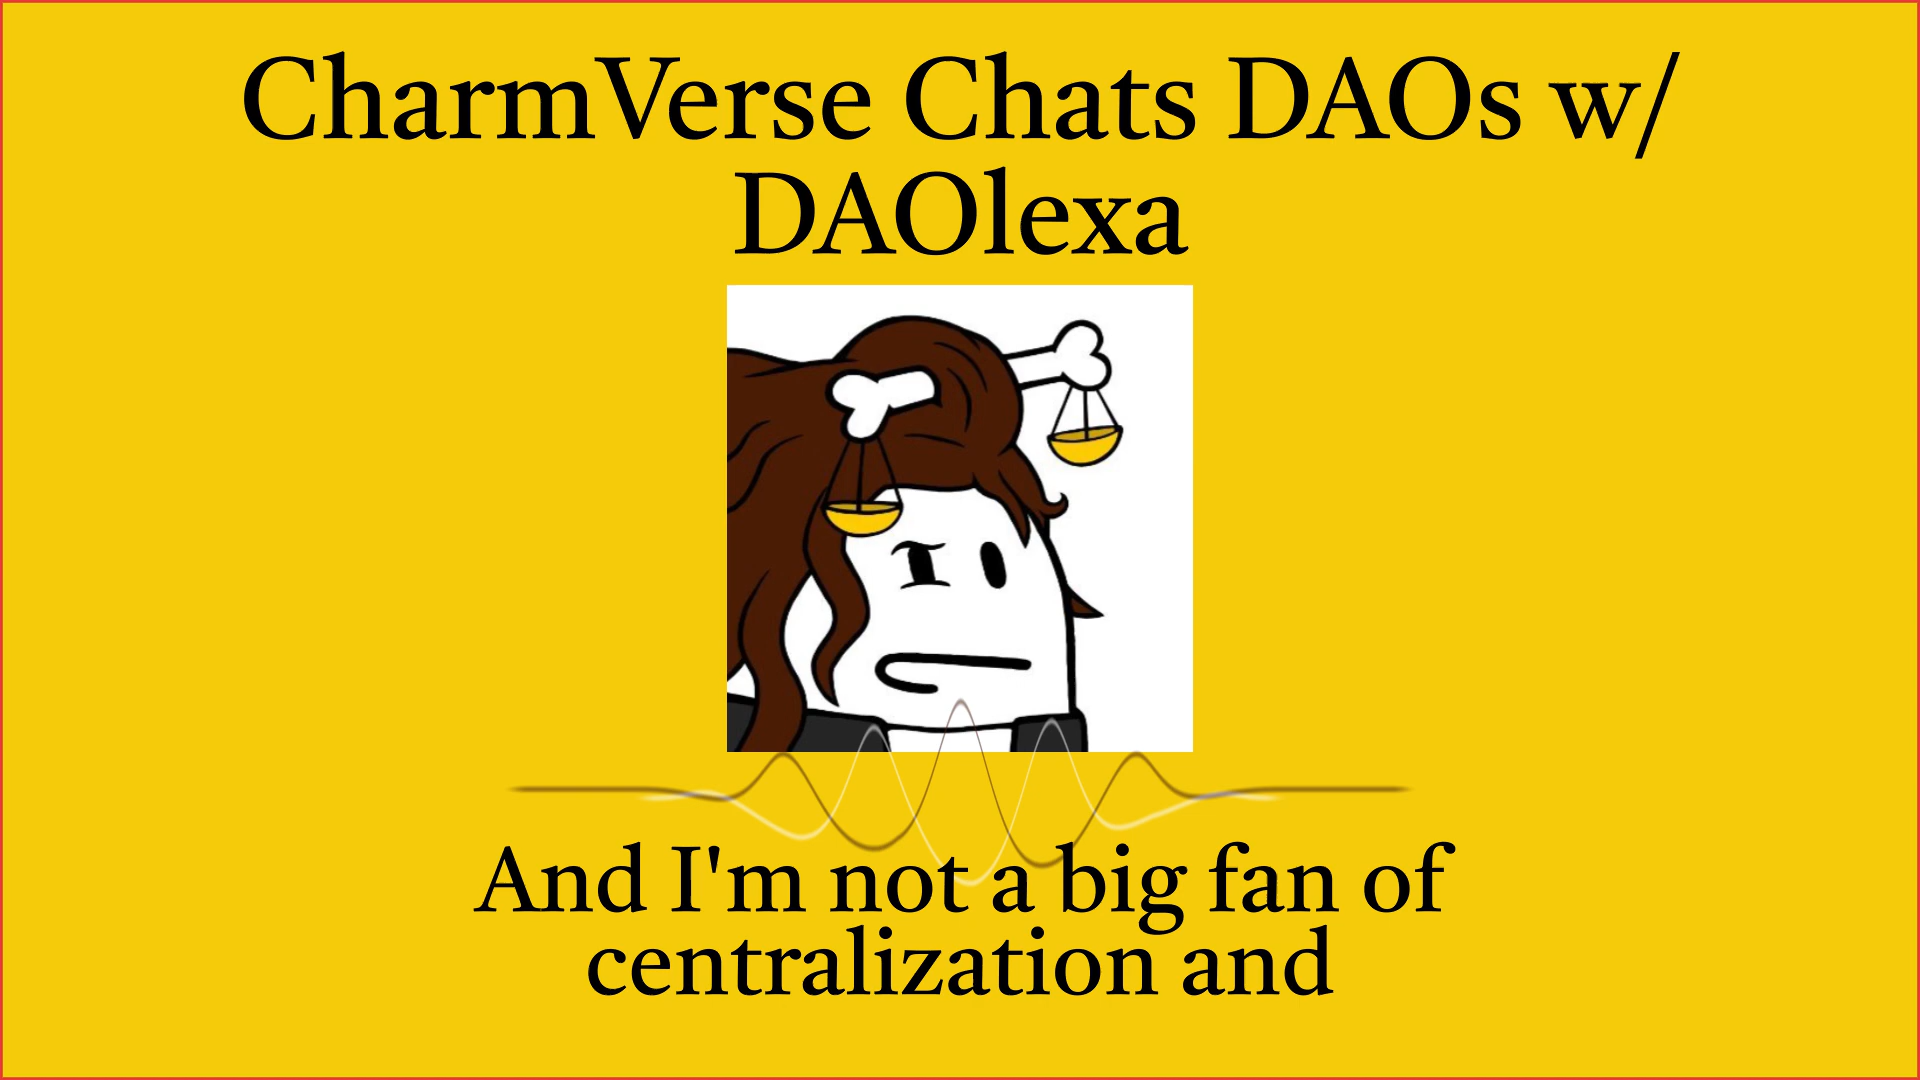 CharmVerse Chats DAOs w/
DAOlexa
And I'm not a big fan of
centralization and